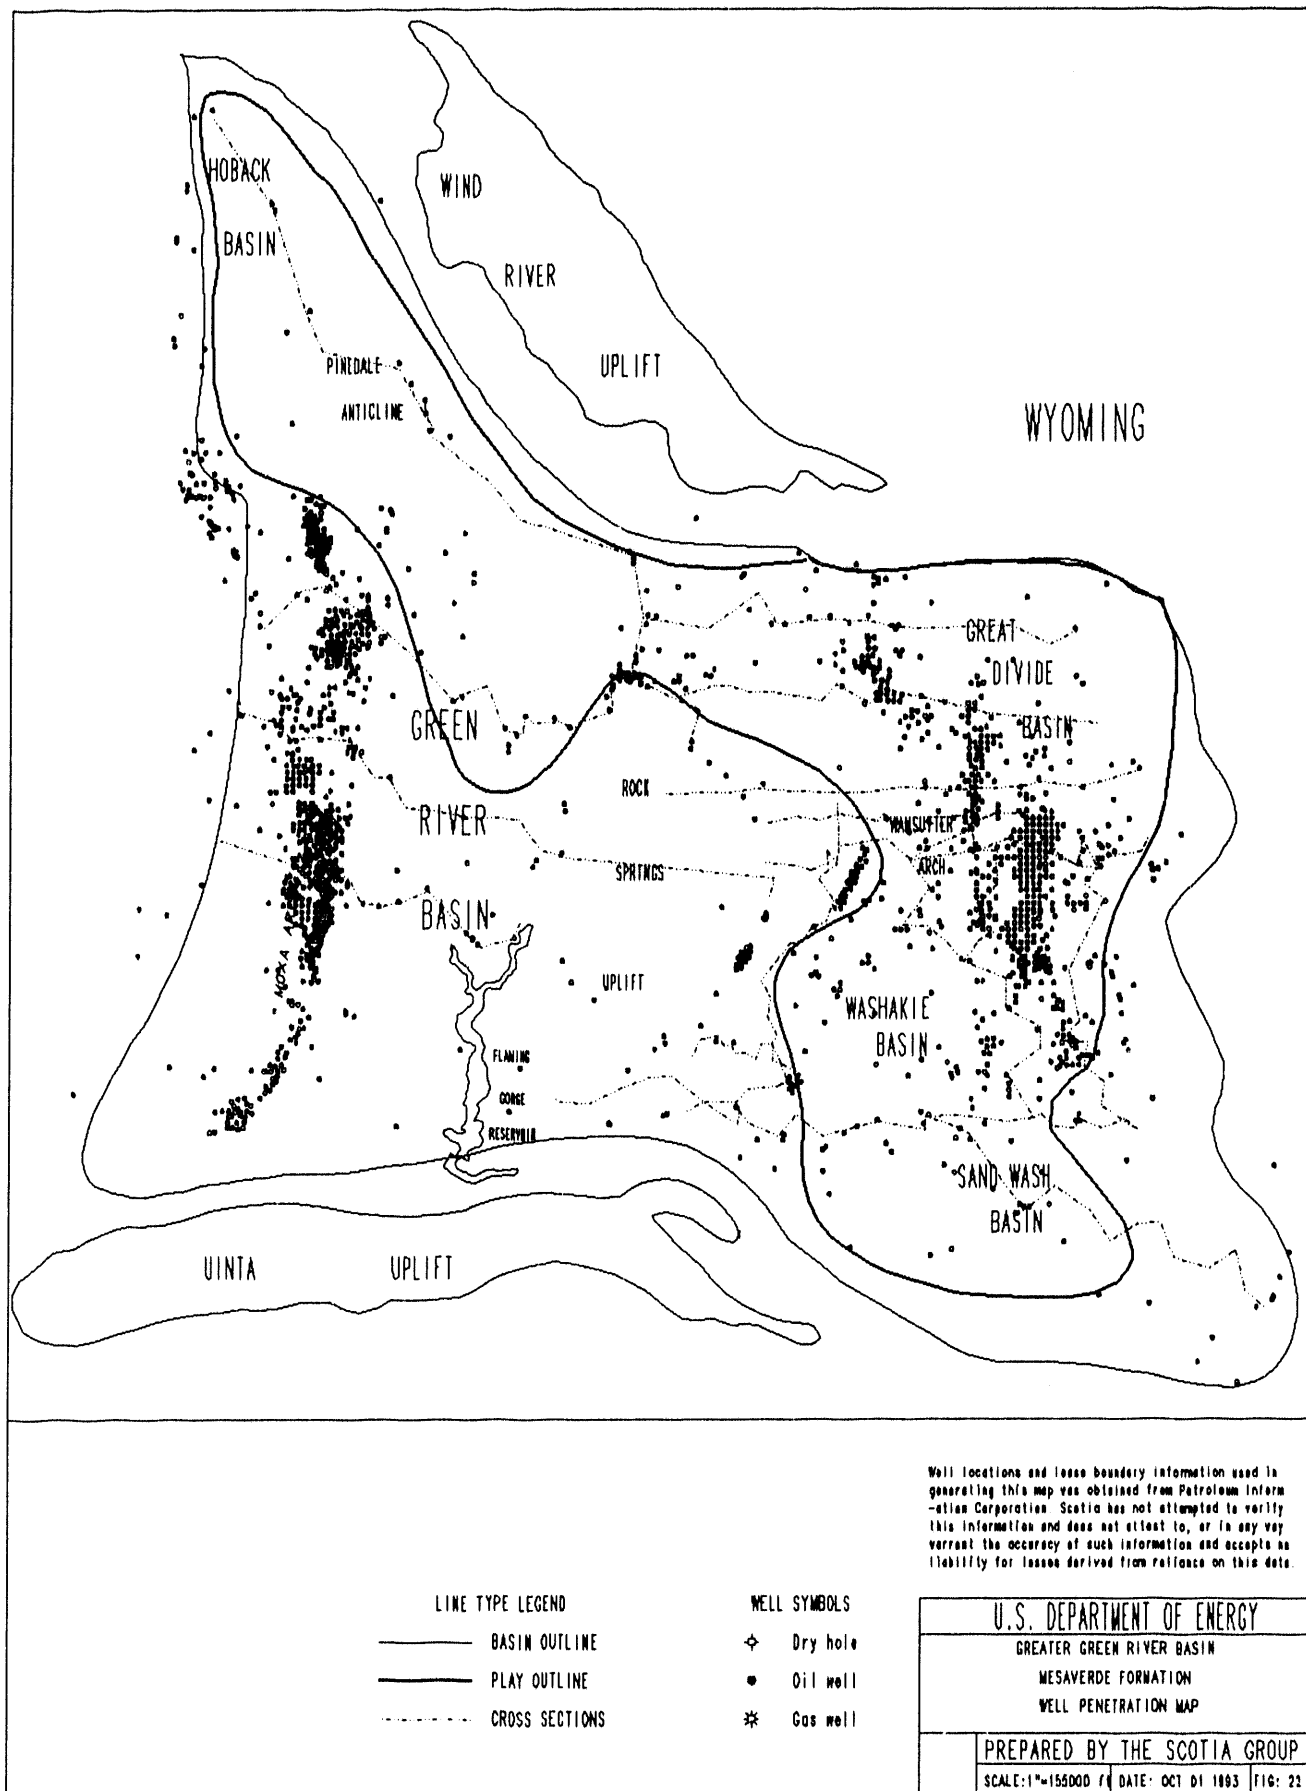 HOBACK
BASIN
WIND
RIVER
UPLIFT
PINEDALE
ANTICLINE
WYOMING
GREAT
DIVIDE
BASIN
GREEN
RIVER
BASIN
ROCK
SPRINGS
UPLIFT
WAMSUTTER
ARCH
MOXA
WASHAKIE
BASIN
FLAMING
GORGE
RESERVOIR
SAND WASH
BASIN
UINTA UPLIFT
Well locations and lease boundary information used in
generating this map was obtained from Petroleum Inform
-ation Corporation. Scotia has not attempted to verify
this information and does not attest to, or in any way
warrant the accuracy of such information and accepts no
liability for losses derived from reliance on this data.
LINE TYPE LEGEND
BASIN OUTLINE
PLAY OUTLINE
CROSS SECTIONS
WELL SYMBOLS
Dry hole
Oil well
Gas well
U.S. DEPARTMENT OF ENERGY
GREATER GREEN RIVER BASIN
MESAVERDE FORMATION
WELL PENETRATION MAP
PREPARED BY THE SCOTIA GROUP
SCALE:1"=155000 DATE: OCT 01 1993 FIG: